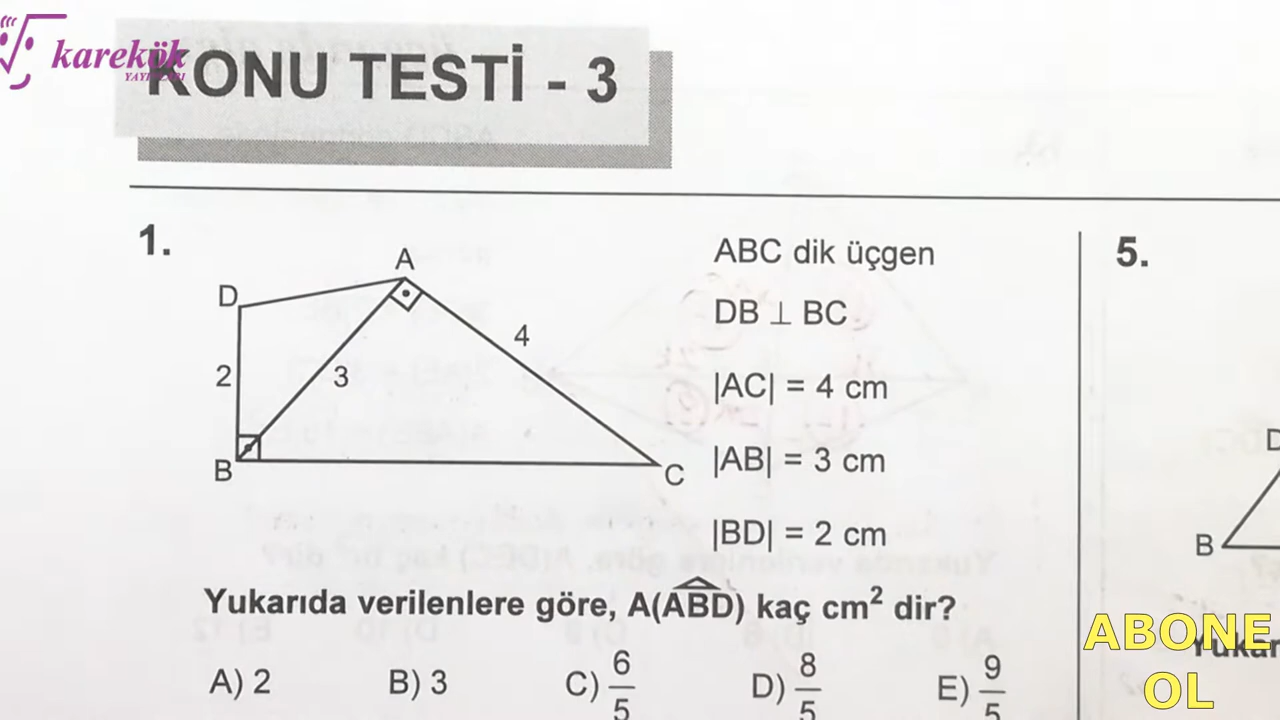 karekök
YAYINLARI
KONU TESTİ - 3
1.
A
D
4
2
3
B
C
ABC dik üçgen
DB ⊥ BC
|AC| = 4 cm
|AB| = 3 cm
|BD| = 2 cm
Yukarıda verilenlere göre, A(ABD) kaç cm² dir?
A) 2 B) 3 C) 6/5 D) 8/5 E) 9/5
5.
D
B
Yukar
ABONE
OL